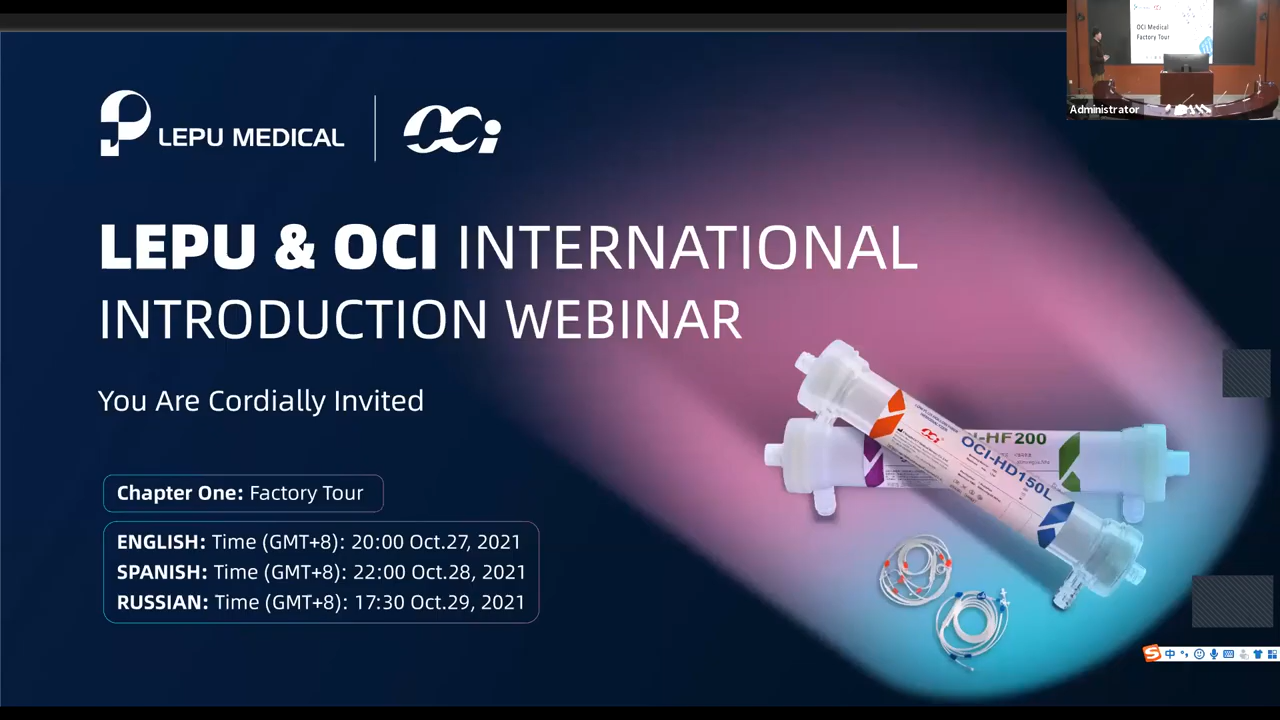 OCI Medical
Factory Tour
Administrator
LEPU MEDICAL
OCi
LEPU & OCI INTERNATIONAL
INTRODUCTION WEBINAR
You Are Cordially Invited
OCi
-HF200
OCI-HD150L
Chapter One: Factory Tour
ENGLISH: Time (GMT+8): 20:00 Oct.27, 2021
SPANISH: Time (GMT+8): 22:00 Oct.28, 2021
RUSSIAN: Time (GMT+8): 17:30 Oct.29, 2021
S 中